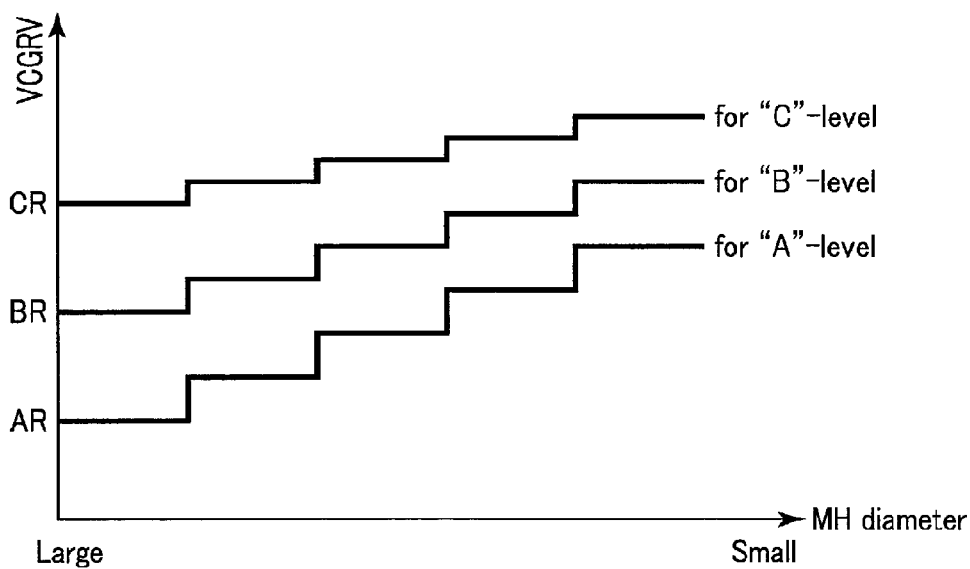 VCGRV
for “C”-level
for “B”-level
CR
for “A”-level
BR
AR
MH diameter
Large
Small